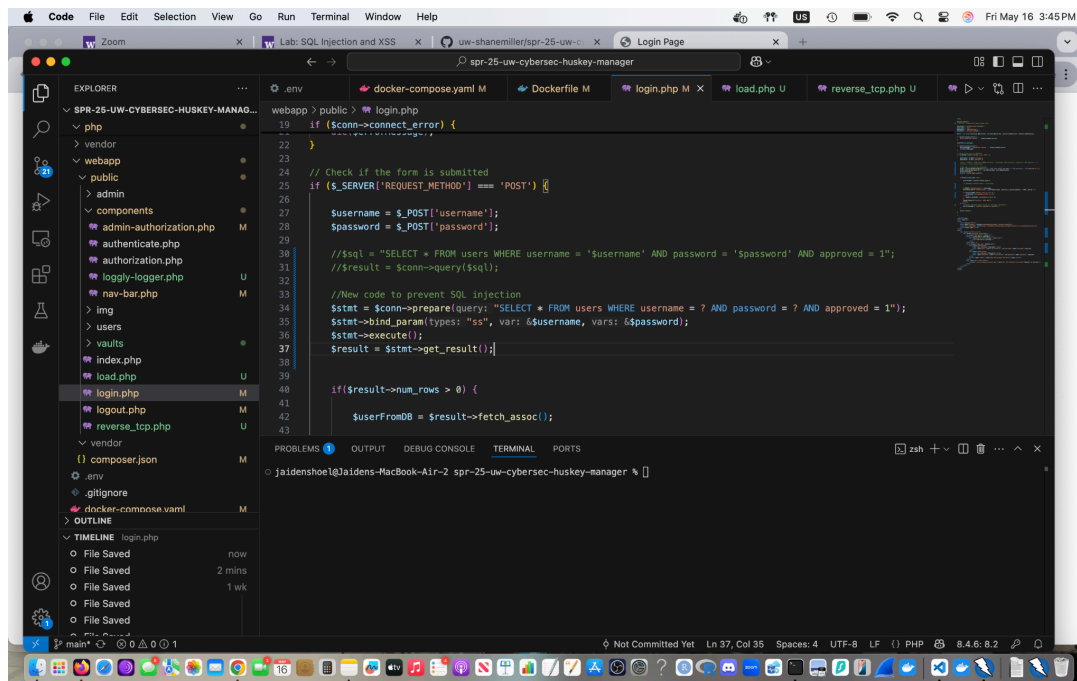 Code File Edit Selection View Go Run Terminal Window Help US Fri May 16 3:45 PM
Zoom Lab: SQL Injection and XSS uw-shanemiller/spr-25-uw-c Login Page
spr-25-uw-cybersec-huskey-manager
EXPLORER
.env docker-compose.yaml M Dockerfile M login.php M load.php U reverse_tcp.php U
SPR-25-UW-CYBERSEC-HUSKEY-MANAG...
webapp > public > login.php
php
vendor
webapp
public
admin
components
admin-authorization.php M
authenticate.php
authorization.php
loggly-logger.php U
nav-bar.php M
img
users
vaults
index.php
load.php U
login.php M
logout.php M
reverse_tcp.php U
vendor
composer.json M
.env
.gitignore
docker-compose.yaml M
OUTLINE
TIMELINE login.php
File Saved now
File Saved 2 mins
File Saved 1 wk
File Saved
File Saved
21
1
19 if ($conn->connect_error) {
22 }
23
24 // Check if the form is submitted
25 if ($_SERVER['REQUEST_METHOD'] === 'POST') {
26
27 $username = $_POST['username'];
28 $password = $_POST['password'];
29
30 //$sql = "SELECT * FROM users WHERE username = '$username' AND password = '$password' AND approved = 1";
31 //$result = $conn->query($sql);
32
33 //New code to prevent SQL injection
34 $stmt = $conn->prepare(query: "SELECT * FROM users WHERE username = ? AND password = ? AND approved = 1");
35 $stmt->bind_param(types: "ss", var: &$username, vars: &$password);
36 $stmt->execute();
37 $result = $stmt->get_result();
38
39
40 if($result->num_rows > 0) {
41
42 $userFromDB = $result->fetch_assoc();
43
PROBLEMS 1 OUTPUT DEBUG CONSOLE TERMINAL PORTS zsh
jaidenshoel@Jaidens-MacBook-Air-2 spr-25-uw-cybersec-huskey-manager %
main* 0 0 1 Not Committed Yet Ln 37, Col 35 Spaces: 4 UTF-8 LF {} PHP 8.4.6: 8.2